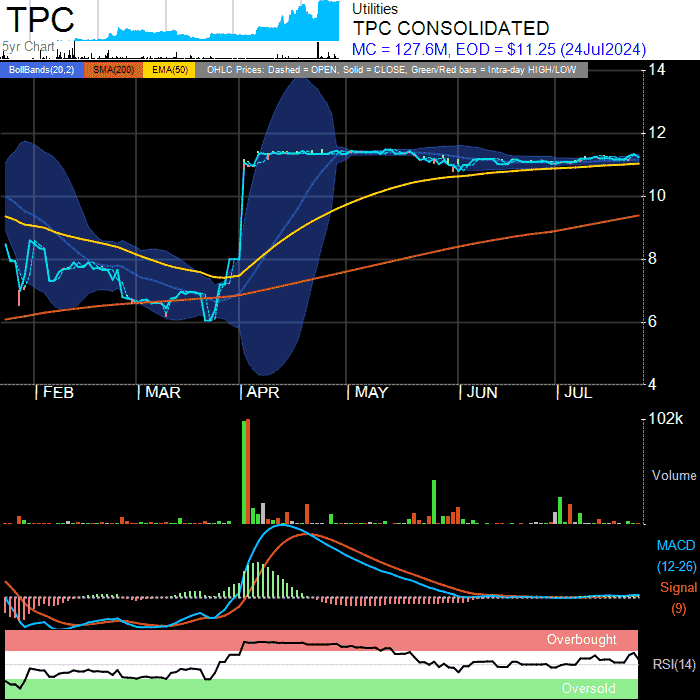 TPC
5yr Chart
Utilities
TPC CONSOLIDATED
MC = 127.6M, EOD = $11.25 (24Jul2024)
BollBands(20,2) SMA(200) EMA(50) OHLC Prices: Dashed = OPEN, Solid = CLOSE, Green/Red bars = Intra-day HIGH/LOW
14
12
10
8
6
4
| FEB | MAR | APR | MAY | JUN | JUL
102k
Volume
MACD
(12-26)
Signal
(9)
Overbought
RSI(14)
Oversold